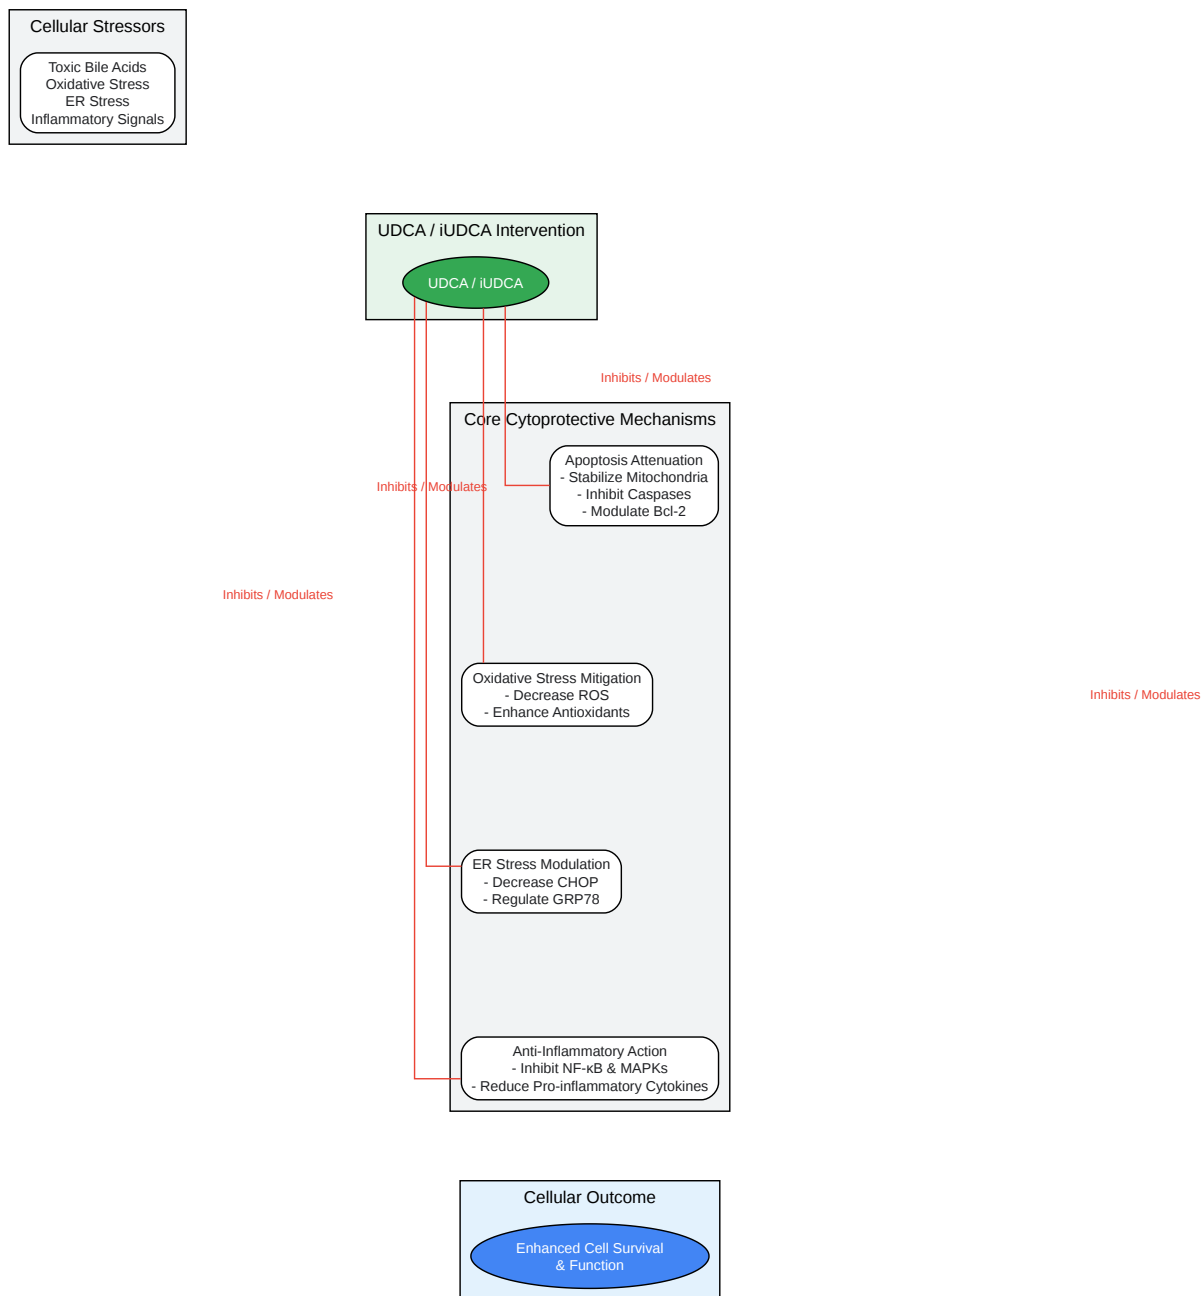 Cellular Stressors
Toxic Bile Acids
Oxidative Stress
ER Stress
Inflammatory Signals
UDCA / iUDCA Intervention
UDCA / iUDCA
Inhibits / Modulates
Core Cytoprotective Mechanisms
Apoptosis Attenuation
- Stabilize Mitochondria
- Inhibit Caspases
- Modulate Bcl-2
Inhibits / Modulates
Inhibits / Modulates
Oxidative Stress Mitigation
- Decrease ROS
- Enhance Antioxidants
Inhibits / Modulates
ER Stress Modulation
- Decrease CHOP
- Regulate GRP78
Anti-Inflammatory Action
- Inhibit NF-κB & MAPKs
- Reduce Pro-inflammatory Cytokines
Cellular Outcome
Enhanced Cell Survival
& Function